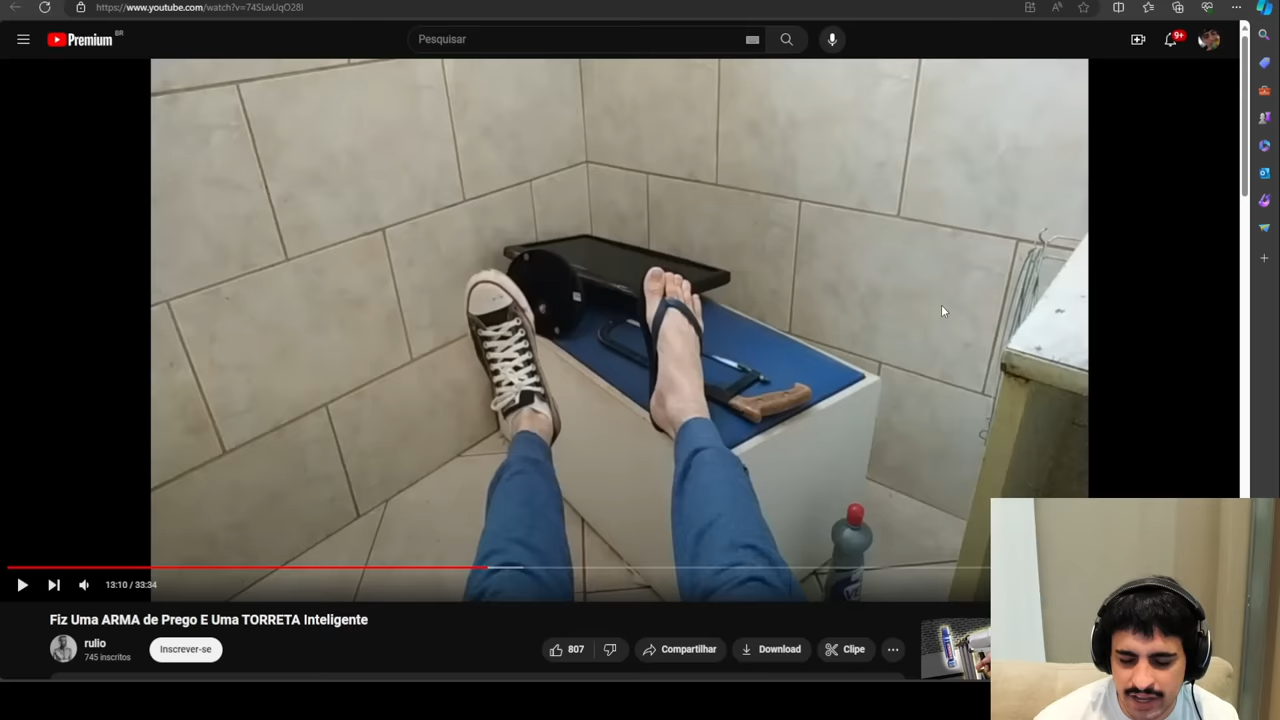 https://www.youtube.com/watch?v=745LwUqO28I
Premium BR
Pesquisar
9+
13:10 / 33:34
Fiz Uma ARMA de Prego E Uma TORRETA Inteligente
rulio
745 inscritos
Inscrever-se
807
Compartilhar
Download
Clipe